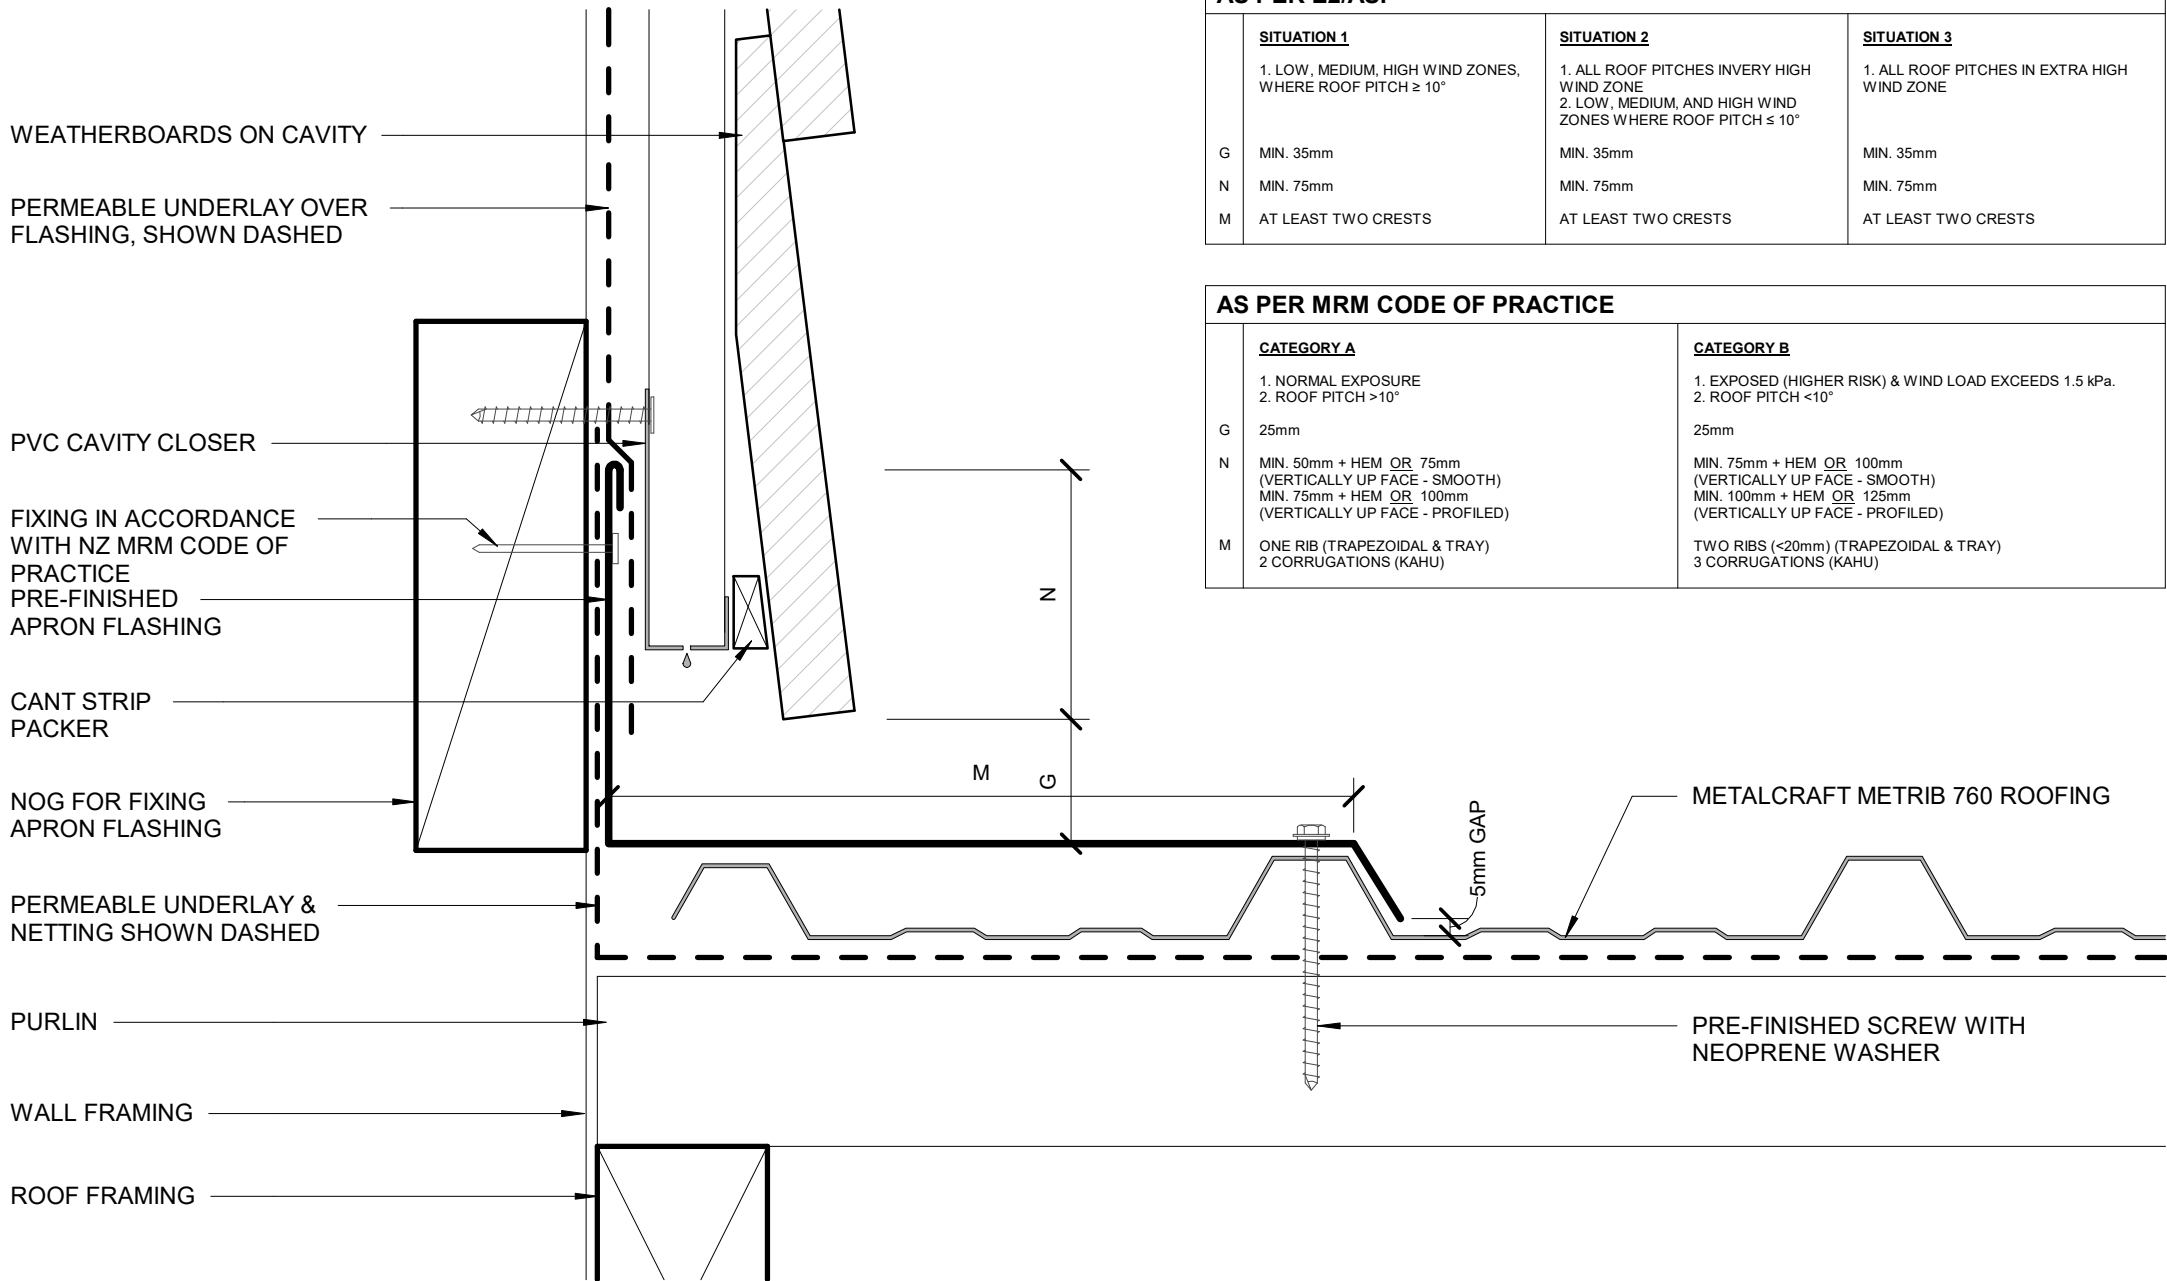 WEATHERBOARDS ON CAVITY
PERMEABLE UNDERLAY OVER
FLASHING, SHOWN DASHED
PVC CAVITY CLOSER
FIXING IN ACCORDANCE
WITH NZ MRM CODE OF
PRACTICE
PRE-FINISHED
APRON FLASHING
CANT STRIP
PACKER
NOG FOR FIXING
APRON FLASHING
PERMEABLE UNDERLAY &
NETTING SHOWN DASHED
PURLIN
WALL FRAMING
ROOF FRAMING
N
M
G
5mm GAP
METALCRAFT METRIB 760 ROOFING
PRE-FINISHED SCREW WITH
NEOPRENE WASHER
AS PER
SITUATION 1
1. LOW, MEDIUM, HIGH WIND ZONES,
WHERE ROOF PITCH ≥ 10°
SITUATION 2
1. ALL ROOF PITCHES INVERY HIGH
WIND ZONE
2. LOW, MEDIUM, AND HIGH WIND
ZONES WHERE ROOF PITCH ≤ 10°
SITUATION 3
1. ALL ROOF PITCHES IN EXTRA HIGH
WIND ZONE
G MIN. 35mm MIN. 35mm MIN. 35mm
N MIN. 75mm MIN. 75mm MIN. 75mm
M AT LEAST TWO CRESTS AT LEAST TWO CRESTS AT LEAST TWO CRESTS
AS PER MRM CODE OF PRACTICE
CATEGORY A
1. NORMAL EXPOSURE
2. ROOF PITCH >10°
CATEGORY B
1. EXPOSED (HIGHER RISK) & WIND LOAD EXCEEDS 1.5 kPa.
2. ROOF PITCH <10°
G 25mm 25mm
N MIN. 50mm + HEM OR 75mm MIN. 75mm + HEM OR 100mm
(VERTICALLY UP FACE - SMOOTH) (VERTICALLY UP FACE - SMOOTH)
MIN. 75mm + HEM OR 100mm MIN. 100mm + HEM OR 125mm
(VERTICALLY UP FACE - PROFILED) (VERTICALLY UP FACE - PROFILED)
M ONE RIB (TRAPEZOIDAL & TRAY) TWO RIBS (<20mm) (TRAPEZOIDAL & TRAY)
2 CORRUGATIONS (KAHU) 3 CORRUGATIONS (KAHU)